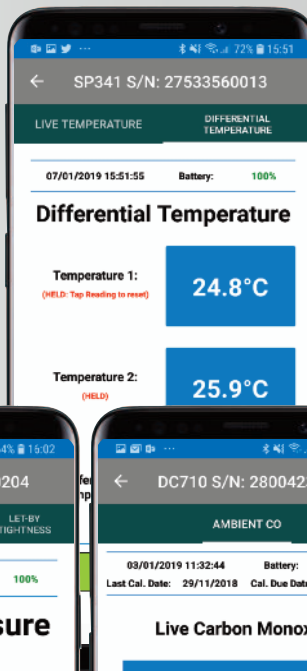 72% 15:51
SP341 S/N: 27533560013
LIVE TEMPERATURE
DIFFERENTIAL
TEMPERATURE
07/01/2019 15:51:55 Battery: 100%
Differential Temperature
Temperature 1:
(HELD: Tap Reading to reset)
24.8°C
Temperature 2:
(HELD)
25.9°C
4% 15:02
204
LET-BY
TIGHTNESS
100%
sure
DC710 S/N: 280042
AMBIENT CO
03/01/2019 11:32:44 Battery:
Last Cal. Date: 29/11/2018 Cal. Due Date
Live Carbon Monox